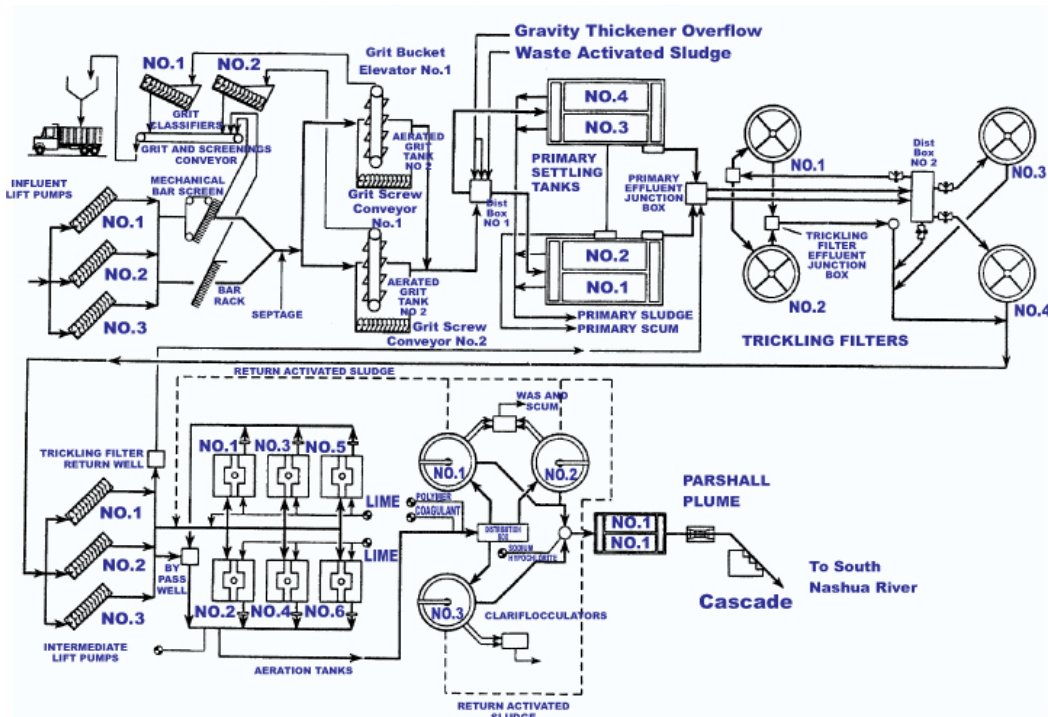 Gravity Thickener Overflow
Waste Activated Sludge
NO.1
NO.2
Grit Bucket
Elevator No.1
GRIT
CLASSIFIERS
GRIT AND SCREENINGS
CONVEYOR
AERATED
GRIT
TANK
NO 2
Grit Screw
Conveyor
No.1
INFLUENT
LIFT PUMPS
MECHANICAL
BAR SCREEN
NO.1
NO.2
NO.3
BAR
RACK
SEPTAGE
AERATED
GRIT
TANK
NO 2
Grit Screw
Conveyor No.2
Dist
Box
NO 1
NO.4
NO.3
PRIMARY
SETTLING
TANKS
NO.2
NO.1
PRIMARY SLUDGE
PRIMARY SCUM
PRIMARY
EFFLUENT
JUNCTION
BOX
NO.1
TRICKLING
FILTER
EFFLUENT
JUNCTION
BOX
NO.2
Dist
Box
NO 2
NO.3
NO.4
TRICKLING FILTERS
RETURN ACTIVATED SLUDGE
TRICKLING FILTER
RETURN WELL
NO.1
NO.2
NO.3
INTERMEDIATE
LIFT PUMPS
BY
PASS
WELL
NO.1
NO.3
NO.5
LIME
LIME
NO.2
NO.4
NO.6
AERATION TANKS
POLYMER
COAGULANT
WAS AND
SCUM
NO.1
NO.2
DISTRIBUTION
BOX
SODIUM
HYPOCHLORITE
NO.3
CLARIFLOCCULATORS
RETURN ACTIVATED
SLUDGE
NO.1
NO.1
PARSHALL
PLUME
Cascade
To South
Nashua River